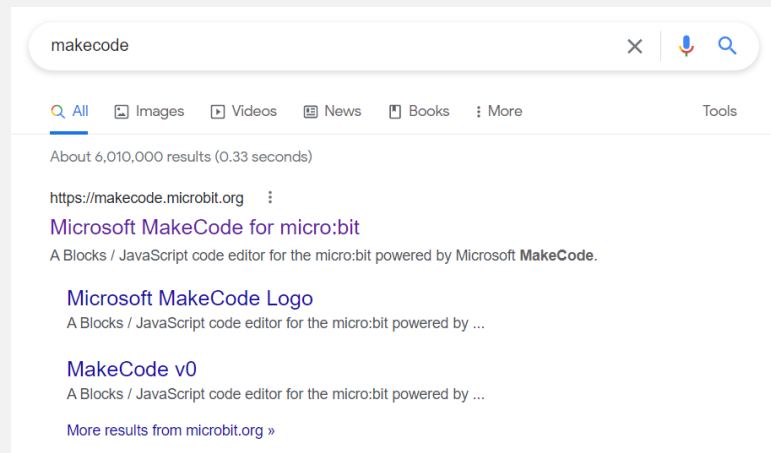 makecode
All Images Videos News Books More Tools
About 6,010,000 results (0.33 seconds)
https://makecode.microbit.org
Microsoft MakeCode for micro:bit
A Blocks / JavaScript code editor for the micro:bit powered by Microsoft MakeCode.
Microsoft MakeCode Logo
A Blocks / JavaScript code editor for the micro:bit powered by ...
MakeCode v0
A Blocks / JavaScript code editor for the micro:bit powered by ...
More results from microbit.org »